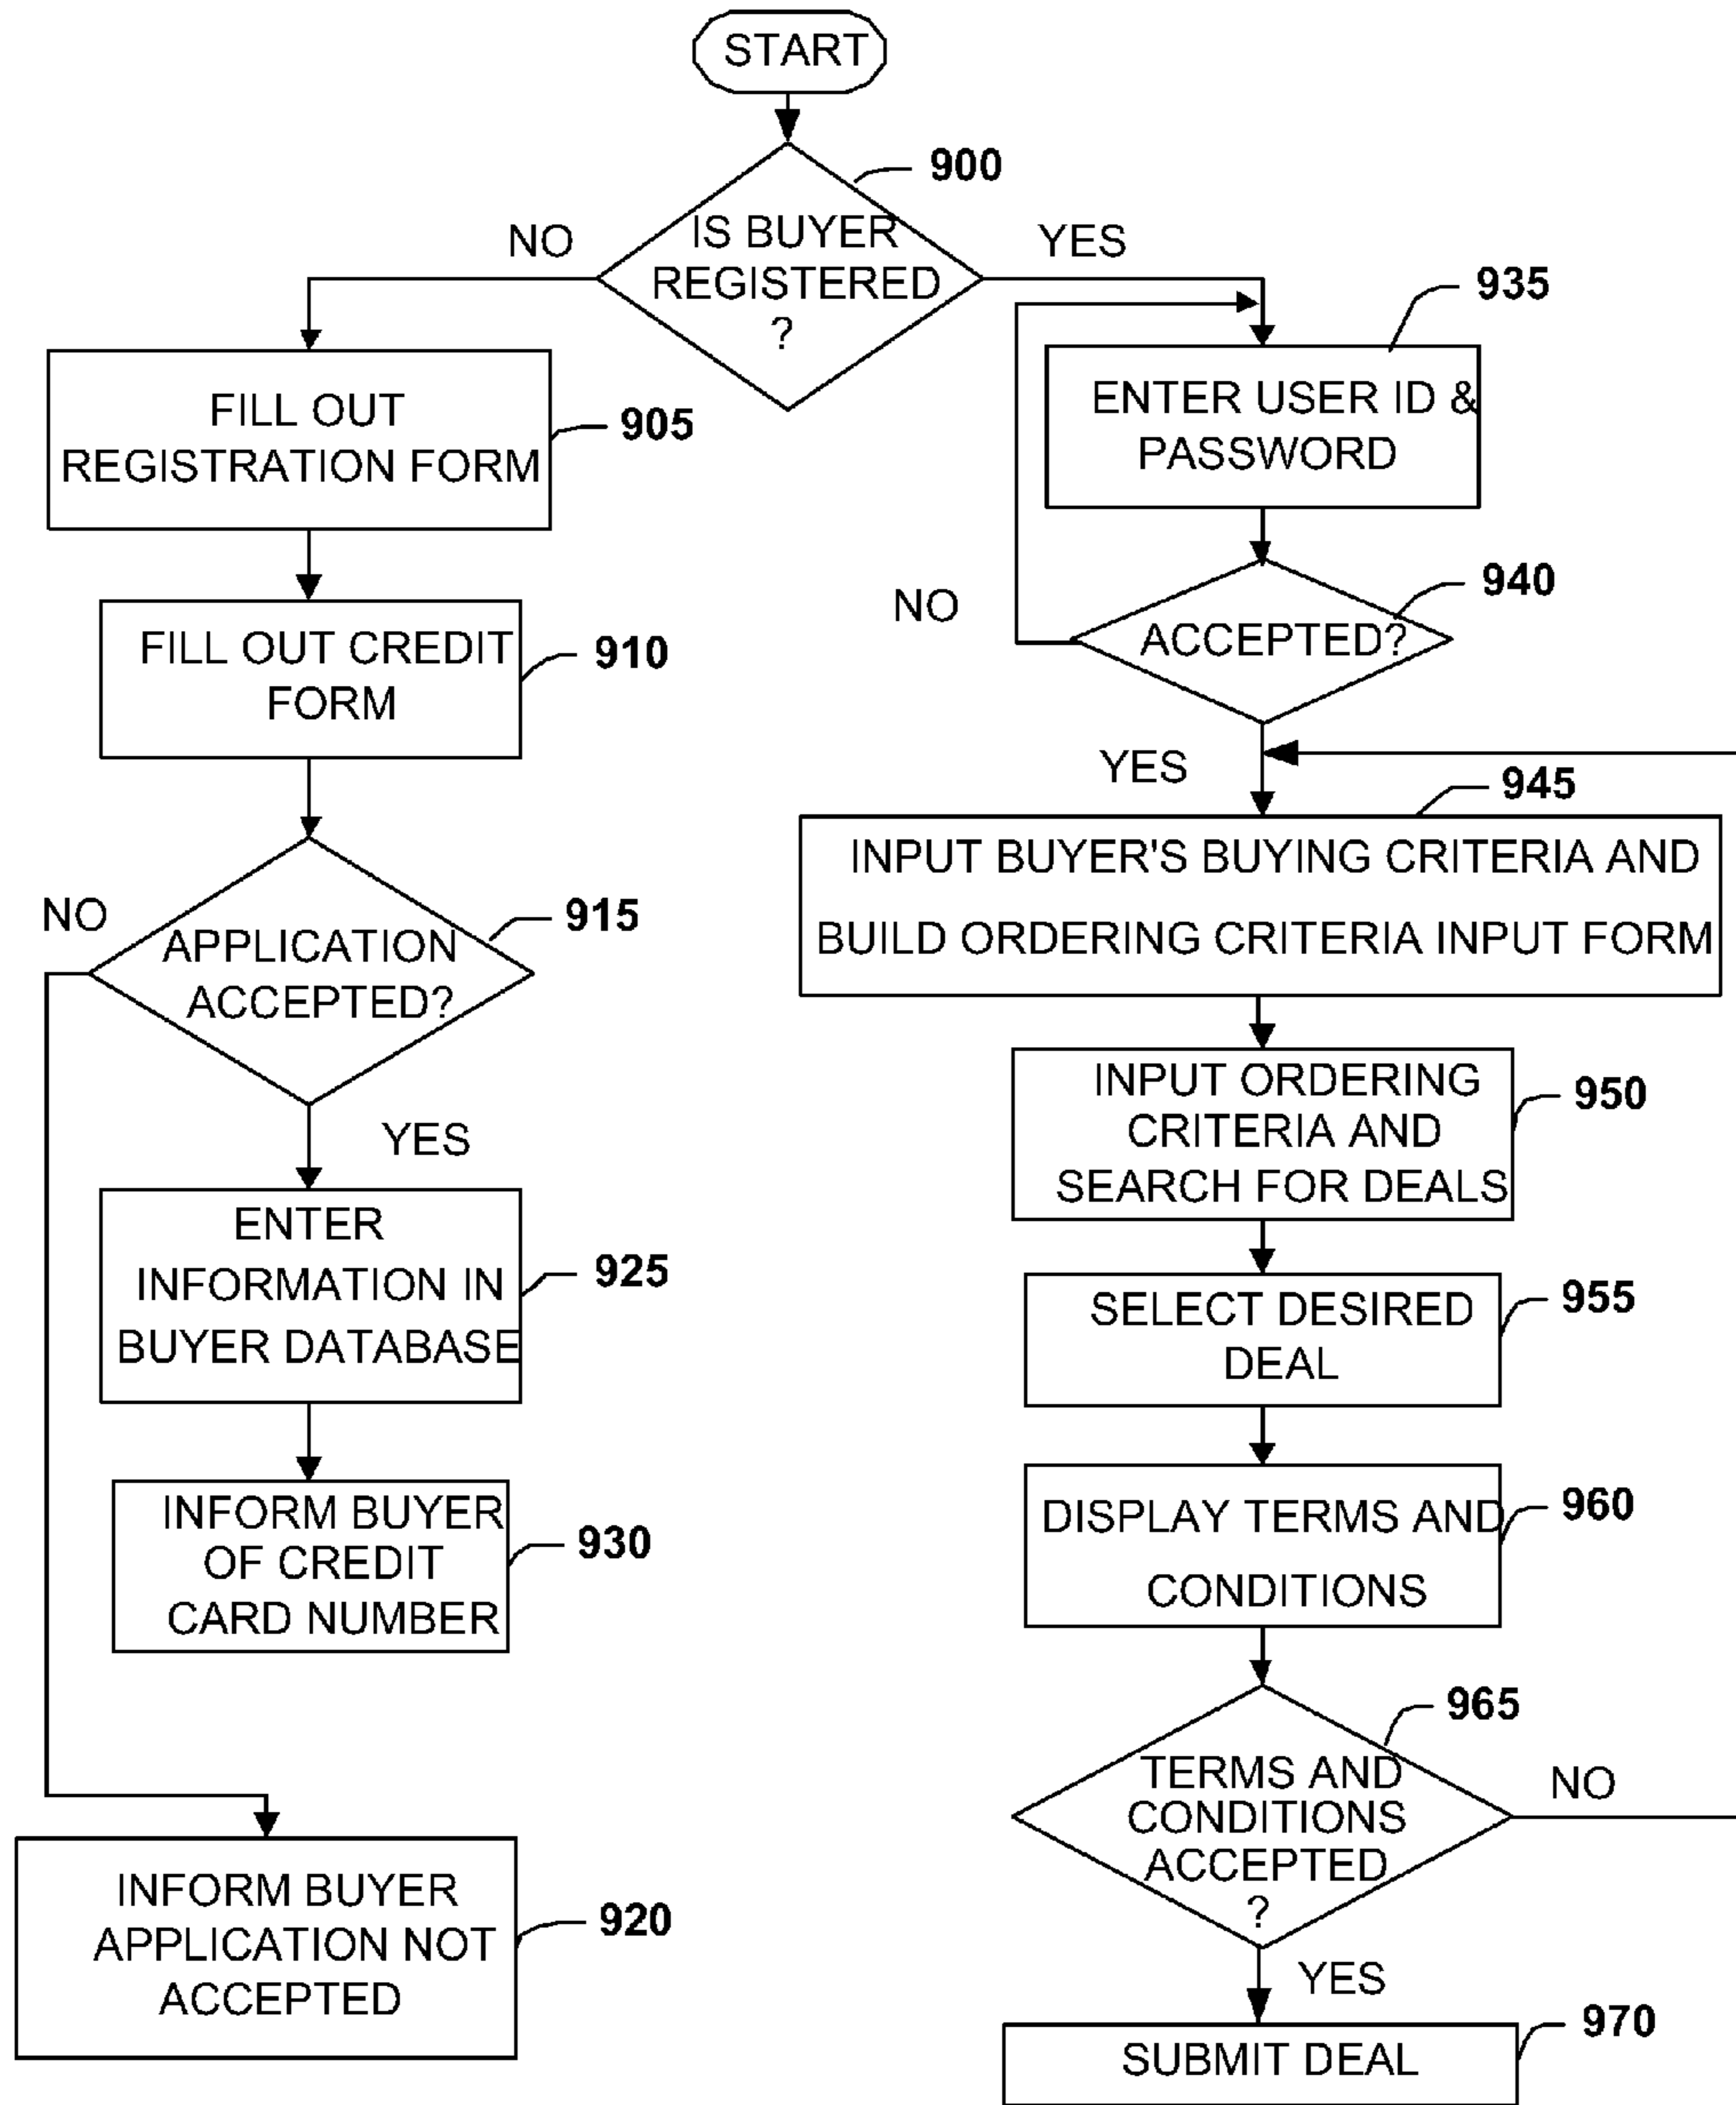 START
900
IS BUYER
REGISTERED
?
NO
YES
FILL OUT
REGISTRATION FORM
905
FILL OUT CREDIT
FORM
910
APPLICATION
ACCEPTED?
915
NO
YES
ENTER
INFORMATION IN
BUYER DATABASE
925
INFORM BUYER
OF CREDIT
CARD NUMBER
930
INFORM BUYER
APPLICATION NOT
ACCEPTED
920
935
ENTER USER ID &
PASSWORD
940
ACCEPTED?
NO
YES
945
INPUT BUYER'S BUYING CRITERIA AND
BUILD ORDERING CRITERIA INPUT FORM
INPUT ORDERING
CRITERIA AND
SEARCH FOR DEALS
950
SELECT DESIRED
DEAL
955
DISPLAY TERMS AND
CONDITIONS
960
965
TERMS AND
CONDITIONS
ACCEPTED
?
NO
YES
SUBMIT DEAL
970